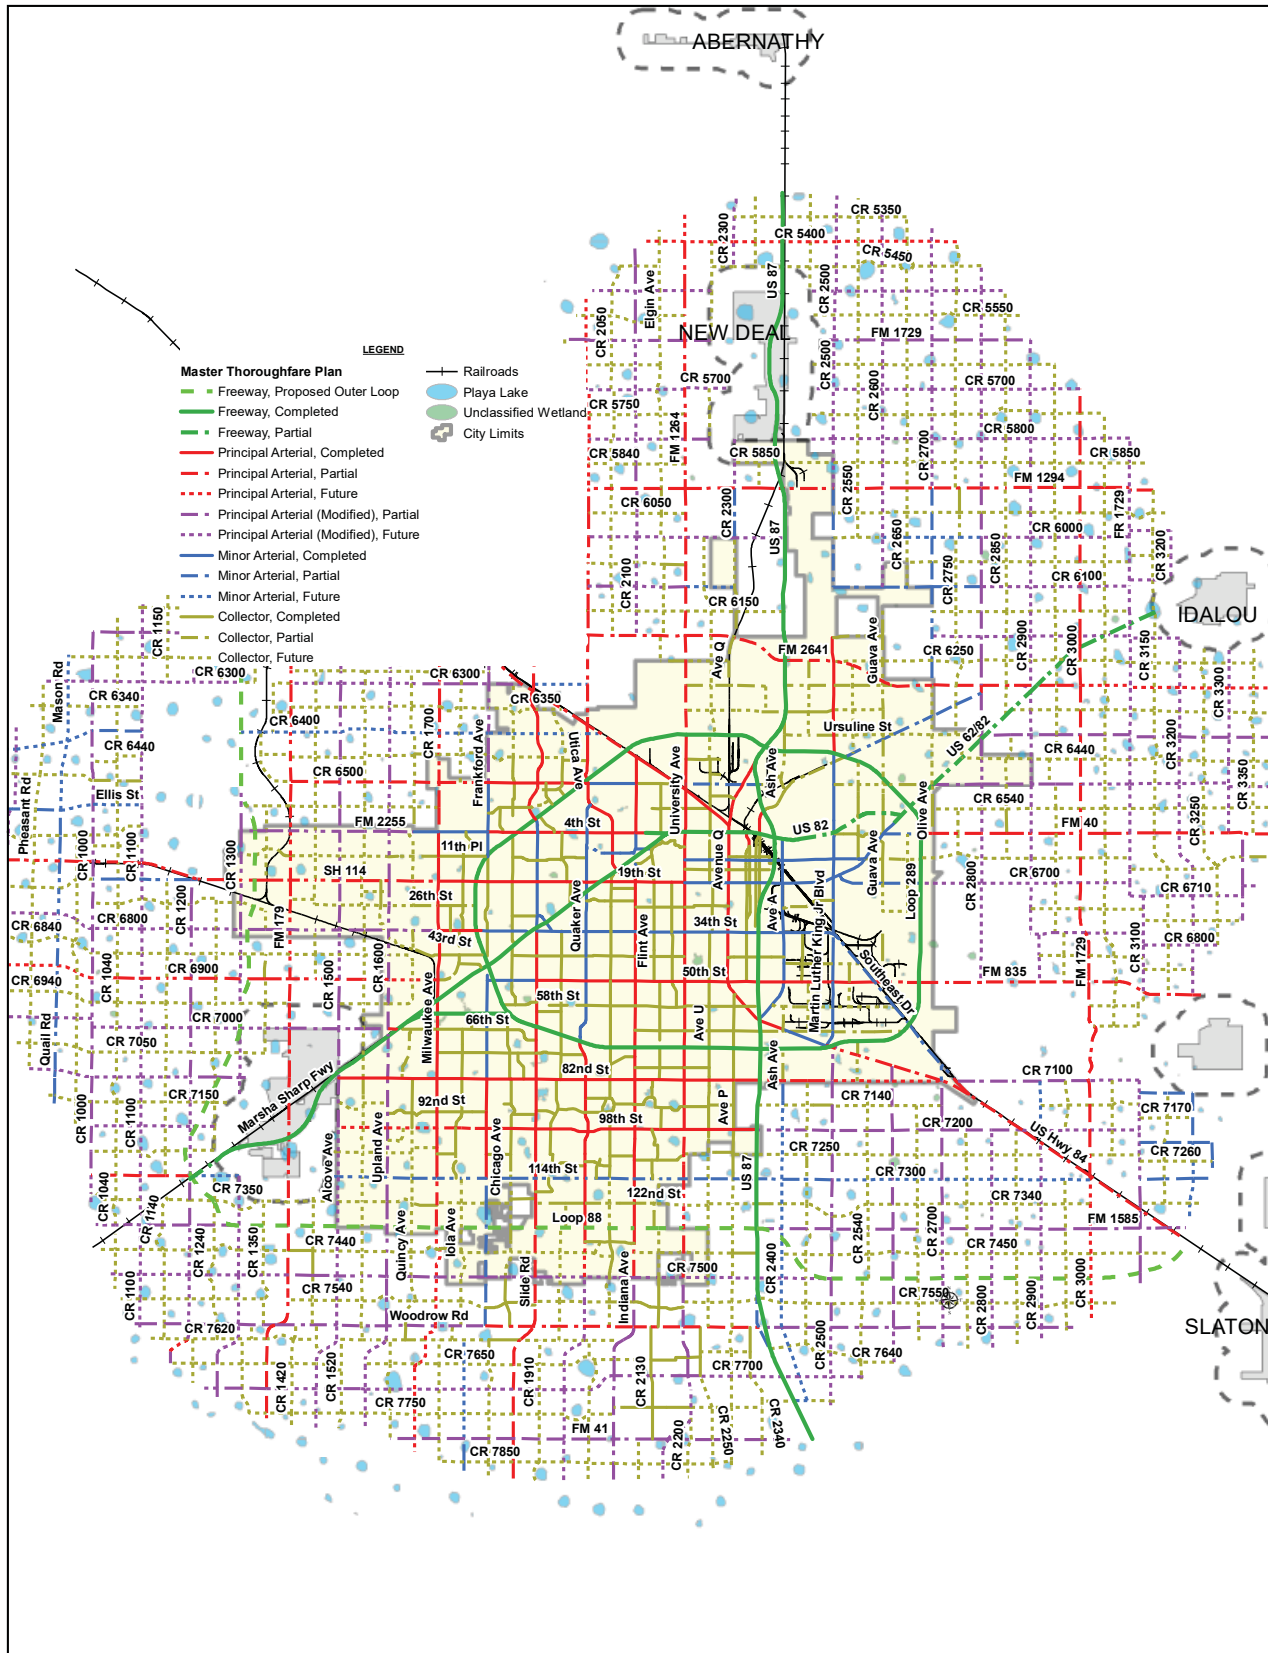 ABERNATHY
CR 5350
CR 2300
CR 5400
CR 5450
US 87
CR 2500
Elgin Ave
CR 5550
CR 2050
NEW DEAL
FM 1729
CR 2500
LEGEND
Master Thoroughfare Plan
Freeway, Proposed Outer Loop
Freeway, Completed
Freeway, Partial
Principal Arterial, Completed
Principal Arterial, Partial
Principal Arterial, Future
Principal Arterial (Modified), Partial
Principal Arterial (Modified), Future
Minor Arterial, Completed
Minor Arterial, Partial
Minor Arterial, Future
Collector, Completed
Collector, Partial
Collector, Future
Railroads
Playa Lake
Unclassified Wetland
City Limits
CR 5700
CR 2600
CR 5700
CR 5750
CR 5800
FM 1264
CR 2700
CR 5840
CR 5850
CR 5850
FM 1294
CR 2550
CR 6050
CR 2300
FR 1729
US 87
CR 2650
CR 6000
CR 2850
CR 3200
CR 2100
CR 2750
CR 6100
CR 6150
IDALOU
CR 1150
CR 2900
CR 3000
CR 3150
Guava Ave
FM 2641
CR 6250
Ave Q
CR 6300
CR 6300
Mason Rd
CR 6340
CR 6350
CR 3300
CR 6400
CR 1700
Frankford Ave
Ursuline St
US 62/82
CR 6440
CR 6440
CR 3200
Utica Ave
University Ave
Ash Ave
CR 6500
Pheasant Rd
Ellis St
CR 3350
CR 6540
Olive Ave
FM 2255
4th St
US 82
FM 40
CR 3250
CR 1000
CR 1100
CR 1300
11th Pl
Avenue Q
Guava Ave
SH 114
19th St
CR 2800
CR 6700
CR 6710
26th St
Loop 289
CR 1200
CR 6800
CR 6840
FM 179
43rd St
Quaker Ave
Flint Ave
34th St
Ave A
Martin Luther King Jr Blvd
CR 3100
CR 6800
CR 1040
CR 6900
CR 6940
CR 1500
CR 1600
50th St
Southeast Dr
FM 835
FM 1729
58th St
CR 7000
Milwaukee Ave
66th St
Ave U
Quail Rd
CR 7050
82nd St
Ash Ave
CR 7100
Marsha Sharp Fwy
CR 7150
92nd St
98th St
Ave P
CR 7140
CR 7170
CR 1000
CR 1100
CR 7200
US Hwy 84
Upland Ave
CR 7250
CR 7260
Chicago Ave
Alcove Ave
114th St
US 87
CR 7300
CR 1040
CR 7350
122nd St
CR 7340
CR 1140
Loop 88
FM 1585
CR 1240
CR 1350
CR 7440
Quincy Ave
Iola Ave
CR 2540
CR 2700
CR 7450
CR 1100
CR 7500
CR 2400
CR 7540
Slide Rd
Indiana Ave
CR 7550
CR 2800
CR 2900
CR 3000
Woodrow Rd
CR 7620
CR 2500
SLATON
CR 7650
CR 7640
CR 7700
CR 1420
CR 1520
CR 1910
CR 2130
CR 7750
FM 41
CR 2200
CR 2250
CR 2340
CR 7850